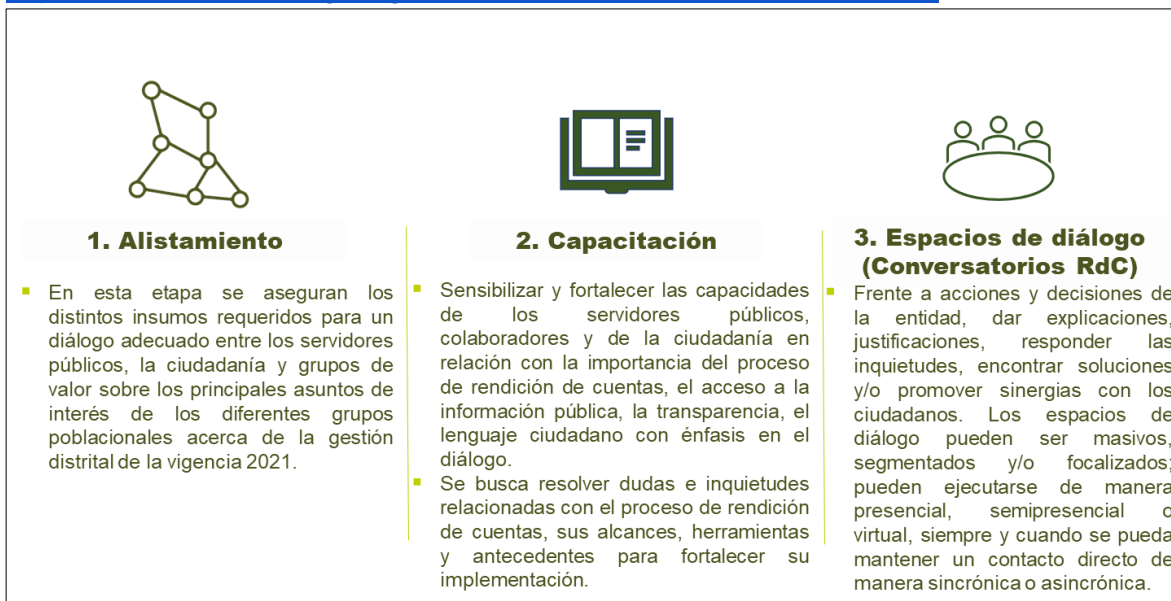 1. Alistamiento
En esta etapa se aseguran los
distintos insumos requeridos para un
diálogo adecuado entre los servidores
públicos, la ciudadanía y grupos de
valor sobre los principales asuntos de
interés de los diferentes grupos
poblacionales acerca de la gestión
distrital de la vigencia 2021.
2. Capacitación
Sensibilizar y fortalecer las capacidades
de los servidores públicos,
colaboradores y de la ciudadanía en
relación con la importancia del proceso
de rendición de cuentas, el acceso a la
información pública, la transparencia, el
lenguaje ciudadano con énfasis en el
diálogo.
Se busca resolver dudas e inquietudes
relacionadas con el proceso de rendición
de cuentas, sus alcances, herramientas
y antecedentes para fortalecer su
implementación.
3. Espacios de diálogo
(Conversatorios RdC)
Frente a acciones y decisiones de
la entidad, dar explicaciones,
justificaciones, responder las
inquietudes, encontrar soluciones
y/o promover sinergias con los
ciudadanos. Los espacios de
diálogo pueden ser masivos,
segmentados y/o focalizados;
pueden ejecutarse de manera
presencial, semipresencial o
virtual, siempre y cuando se pueda
mantener un contacto directo de
manera sincrónica o asincrónica.